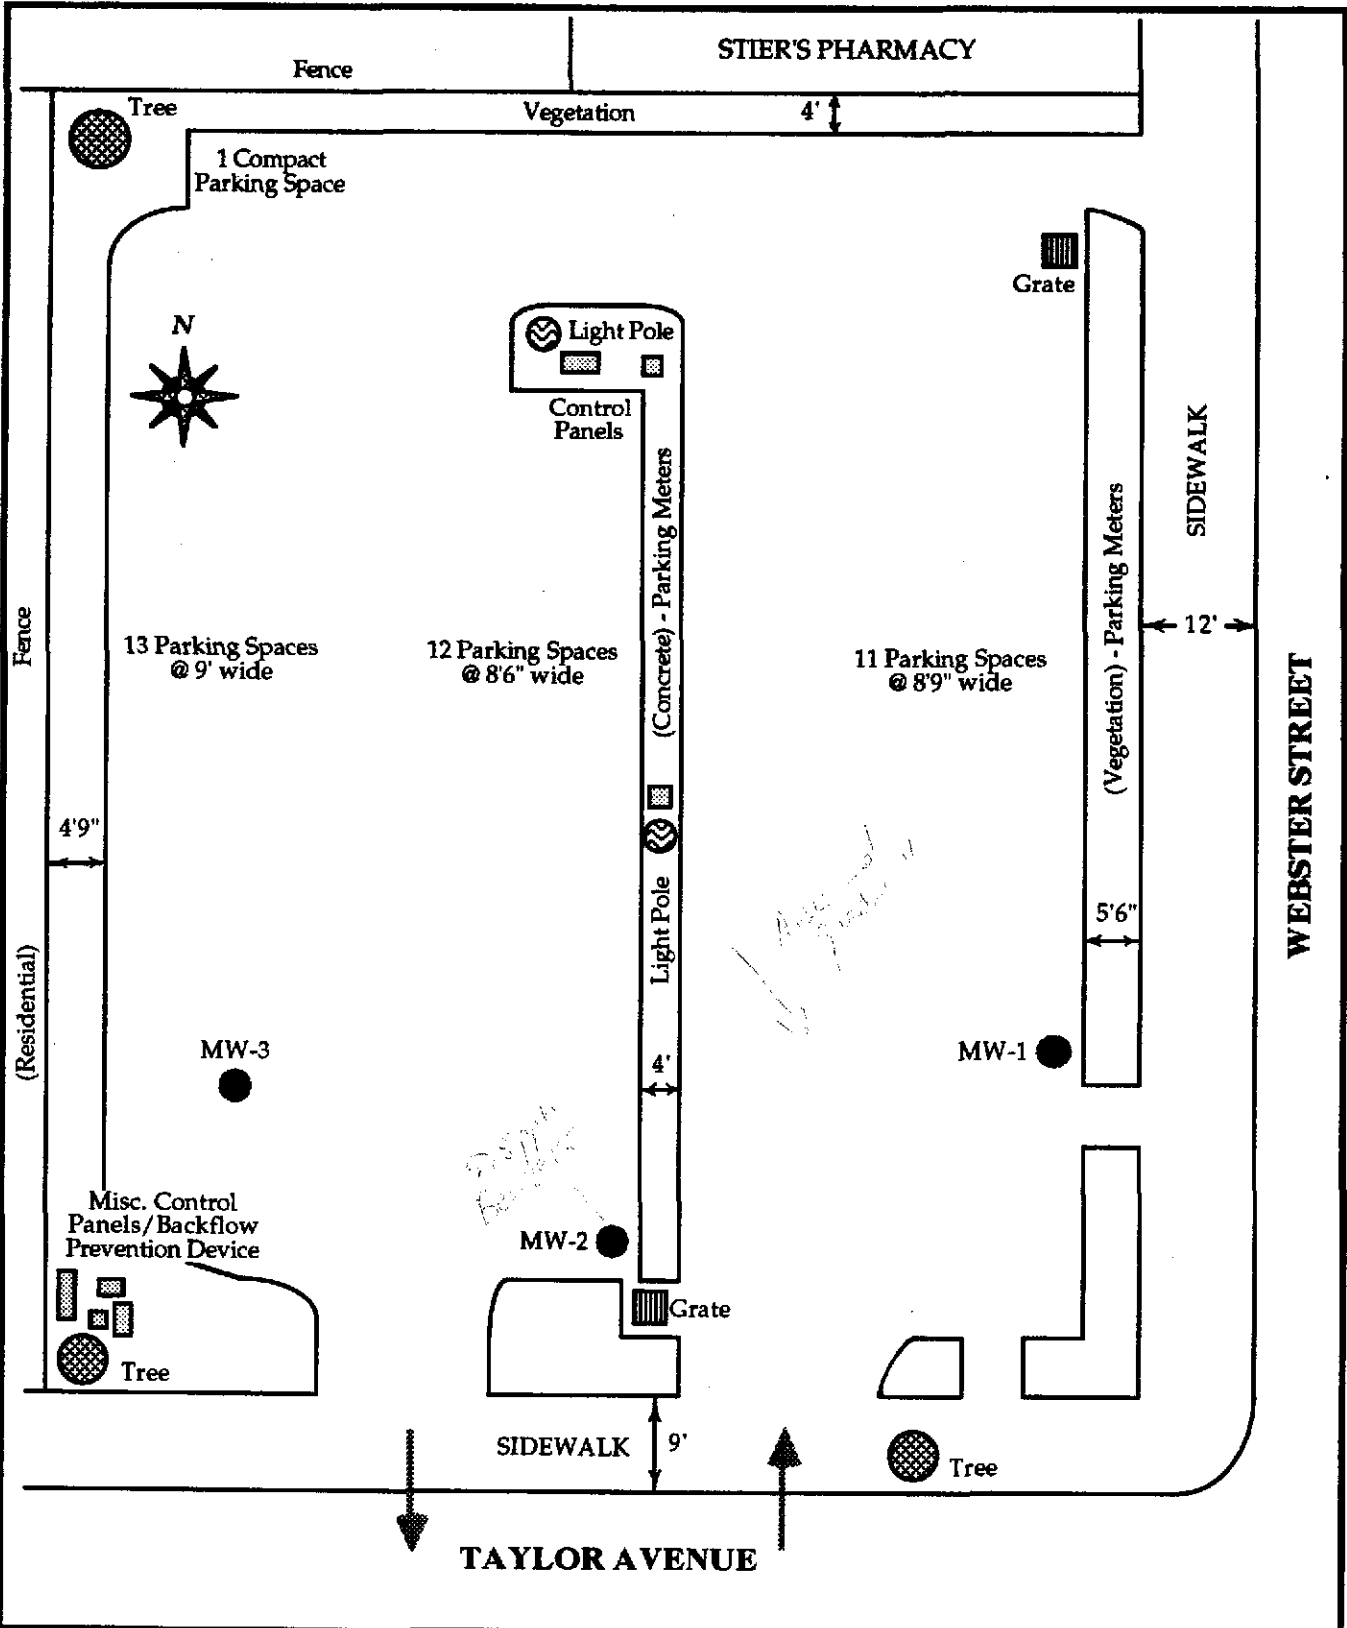 STIER'S PHARMACY
Fence
Tree
Vegetation
4'
1 Compact
Parking Space
Grate
N
Light Pole
Control
Panels
SIDEWALK
(Concrete) - Parking Meters
(Vegetation) - Parking Meters
Fence
13 Parking Spaces
@ 9' wide
12 Parking Spaces
@ 8'6" wide
11 Parking Spaces
@ 8'9" wide
12'
WEBSTER STREET
4'9"
Light Pole
5'6"
(Residential)
MW-3
4'
MW-1
Misc. Control
Panels/Backflow
Prevention Device
MW-2
Grate
Tree
SIDEWALK
9'
Tree
TAYLOR AVENUE